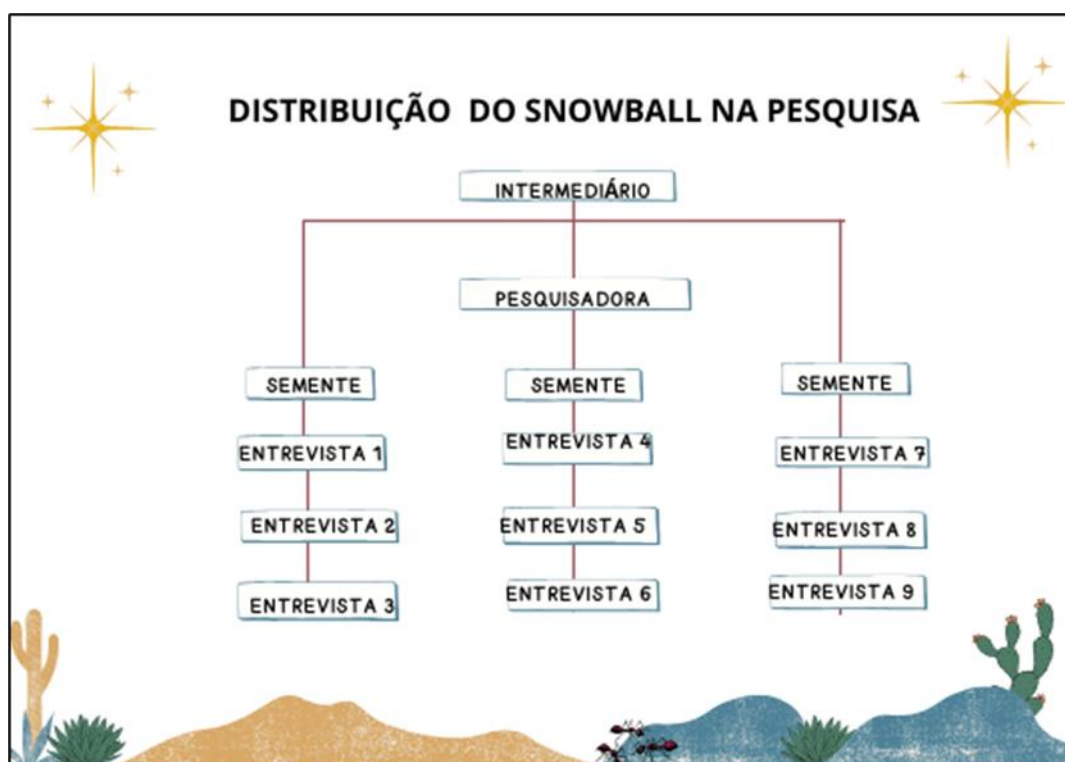 DISTRIBUIÇÃO DO SNOWBALL NA PESQUISA
INTERMEDIÁRIO
PESQUISADORA
SEMENTE
ENTREVISTA 1
ENTREVISTA 2
ENTREVISTA 3
SEMENTE
ENTREVISTA 4
ENTREVISTA 5
ENTREVISTA 6
SEMENTE
ENTREVISTA 7
ENTREVISTA 8
ENTREVISTA 9